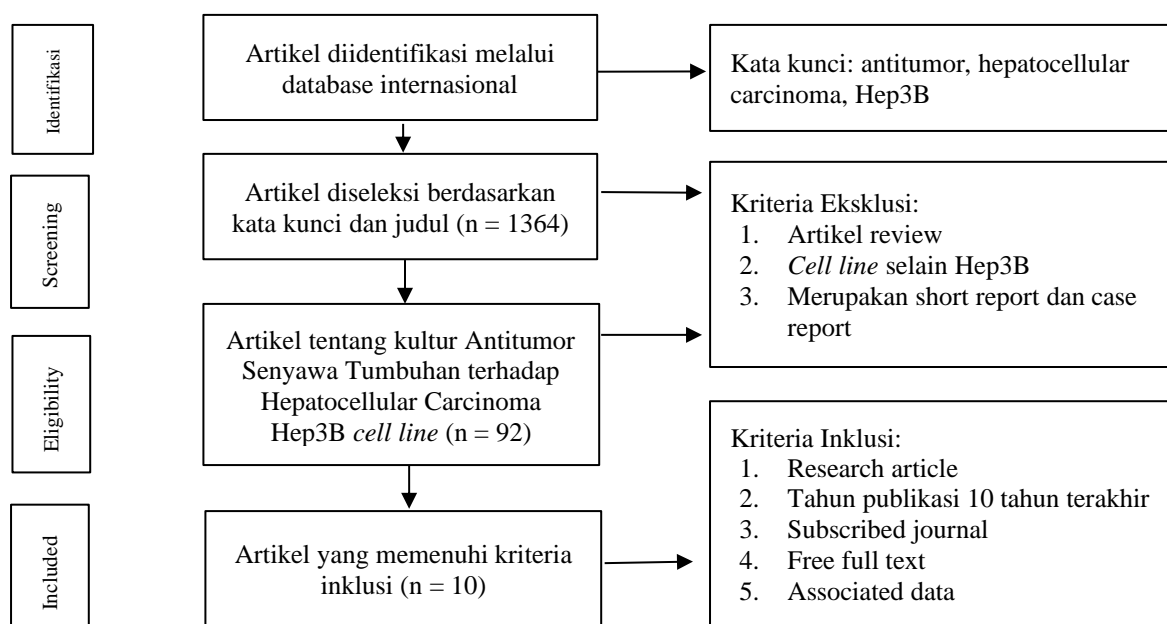 Identifikasi
Artikel diidentifikasi melalui
database internasional
Kata kunci: antitumor, hepatocellular
carcinoma, Hep3B
Screening
Artikel diseleksi berdasarkan
kata kunci dan judul (n = 1364)
Kriteria Eksklusi:
1. Artikel review
2. Cell line selain Hep3B
3. Merupakan short report dan case
report
Eligibility
Artikel tentang kultur Antitumor
Senyawa Tumbuhan terhadap
Hepatocellular Carcinoma
Hep3B cell line (n = 92)
Included
Artikel yang memenuhi kriteria
inklusi (n = 10)
Kriteria Inklusi:
1. Research article
2. Tahun publikasi 10 tahun terakhir
3. Subscribed journal
4. Free full text
5. Associated data